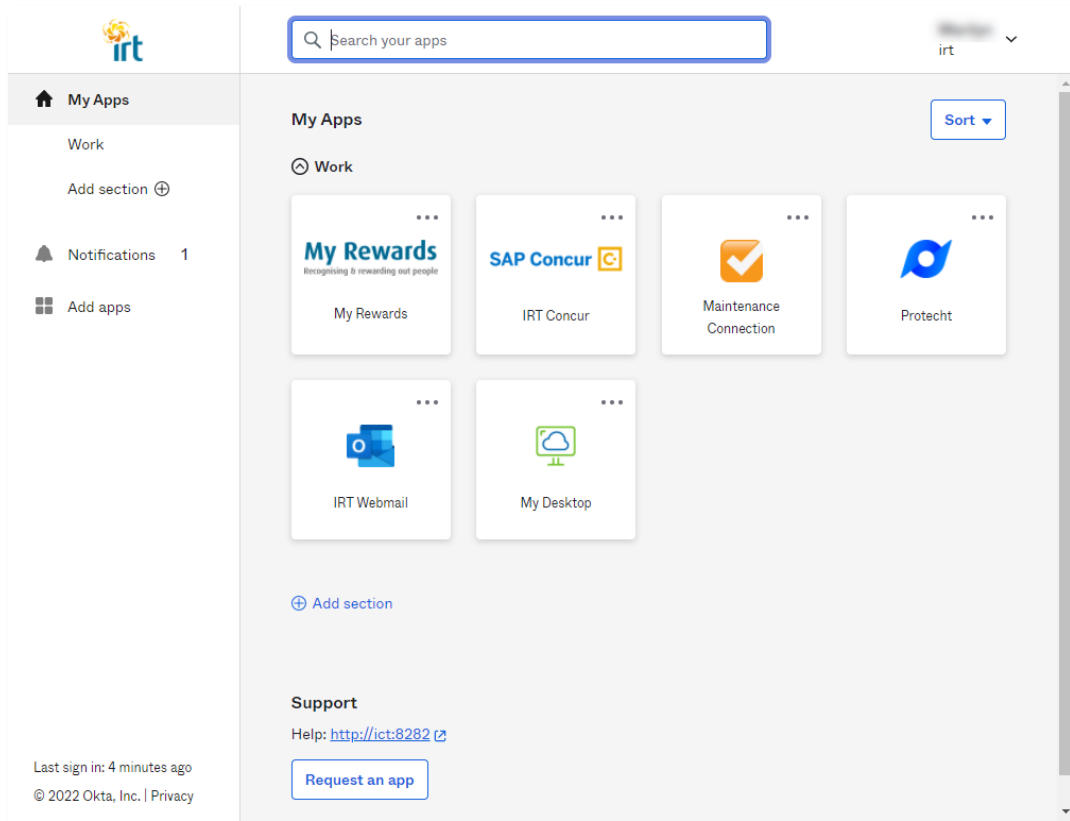 irt
Search your apps
irt
My Apps
Work
Add section
Notifications 1
Add apps
My Apps
Sort
Work
My Rewards
Recognising & rewarding out people
My Rewards
SAP Concur C
IRT Concur
Maintenance
Connection
Protecht
O
IRT Webmail
My Desktop
Add section
Support
Help: http://ict:8282
Request an app
Last sign in: 4 minutes ago
© 2022 Okta, Inc. | Privacy